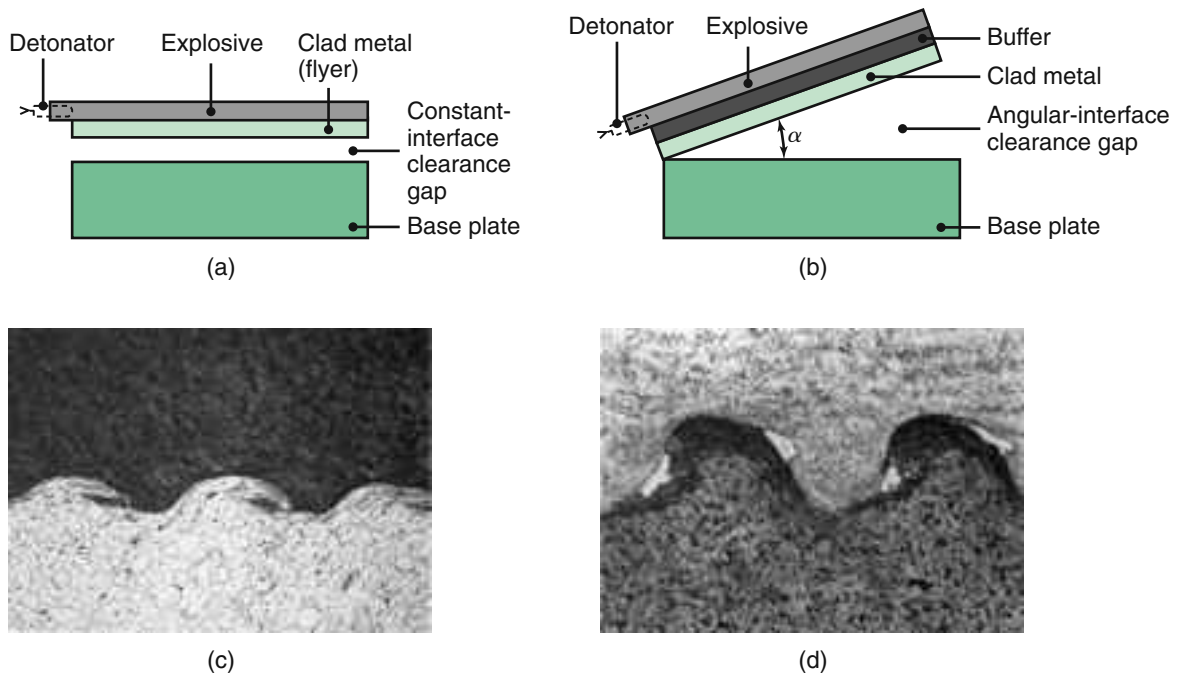 Detonator
Explosive
Clad metal
(flyer)
Constant-
interface
clearance
gap
Base plate
(a)
Detonator
Explosive
Buffer
Clad metal
Angular-interface
clearance gap
α
Base plate
(b)
(c)
(d)